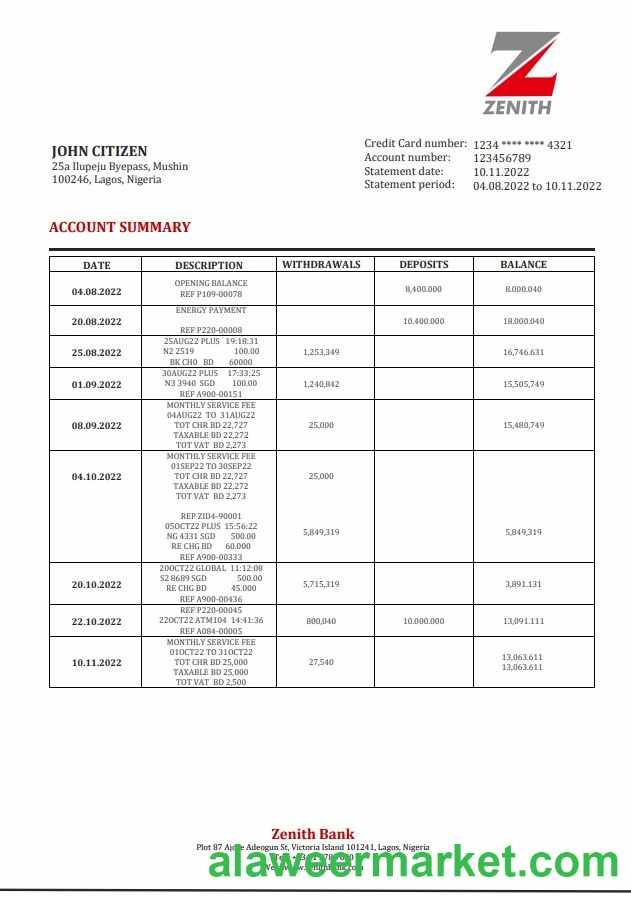 ZENITH
JOHN CITIZEN
25a Ilupeju Byepass, Mushin
100246, Lagos, Nigeria
Credit Card number: 1234 **** **** 4321
Account number: 123456789
Statement date: 10.11.2022
Statement period: 04.08.2022 to 10.11.2022
ACCOUNT SUMMARY
DATE DESCRIPTION WITHDRAWALS DEPOSITS BALANCE
OPENING BALANCE
04.08.2022 8,400.000 8.000.040
REF P109-00078
ENERGY PAYMENT
20.08.2022 10.400.000 18.000.040
REF P220-00008
25AUG22 PLUS 19:18:31
25.08.2022 N2 2519 100.00 1,253,349 16,746.631
BK CHO BD 60000
30AUG22 PLUS 17:33:25
01.09.2022 N3 3940 SGD 100.00 1,240,842 15,505,749
REF A900-00151
MONTHLY SERVICE FEE
04AUG22 TO 31AUG22
08.09.2022 TOT CHR BD 22,727 25,000 15,480,749
TAXABLE BD 22,272
TOT VAT BD 2,273
MONTHLY SERVICE FEE
01SEP22 TO 30SEP22
04.10.2022 TOT CHR BD 22,727 25,000
TAXABLE BD 22,272
TOT VAT BD 2,273
REP ZID4-90001
05OCT22 PLUS 15:56:22
NG 4331 SGD 500.00 5,849,319 5,849,319
RE CHG BD 60.000
REF A900-00333
20OCT22 GLOBAL 11:12:08
S2 8689 SGD 500.00
20.10.2022 RE CHG BD 45.000 5,715,319 3,891.131
REF A900-00436
REF P220-00045
22.10.2022 22OCT22 ATM104 14:41:36 800,040 10.000.000 13,091.111
REF A084-00005
MONTHLY SERVICE FEE
01OCT22 TO 31OCT22 13,063.611
10.11.2022 TOT CHR BD 25,000 27,540 13,063.611
TAXABLE BD 25,000
TOT VAT BD 2,500
Zenith Bank
Plot 87 Adeogun St, Victoria Island 101241, Lagos, Nigeria
alaweermarket.com